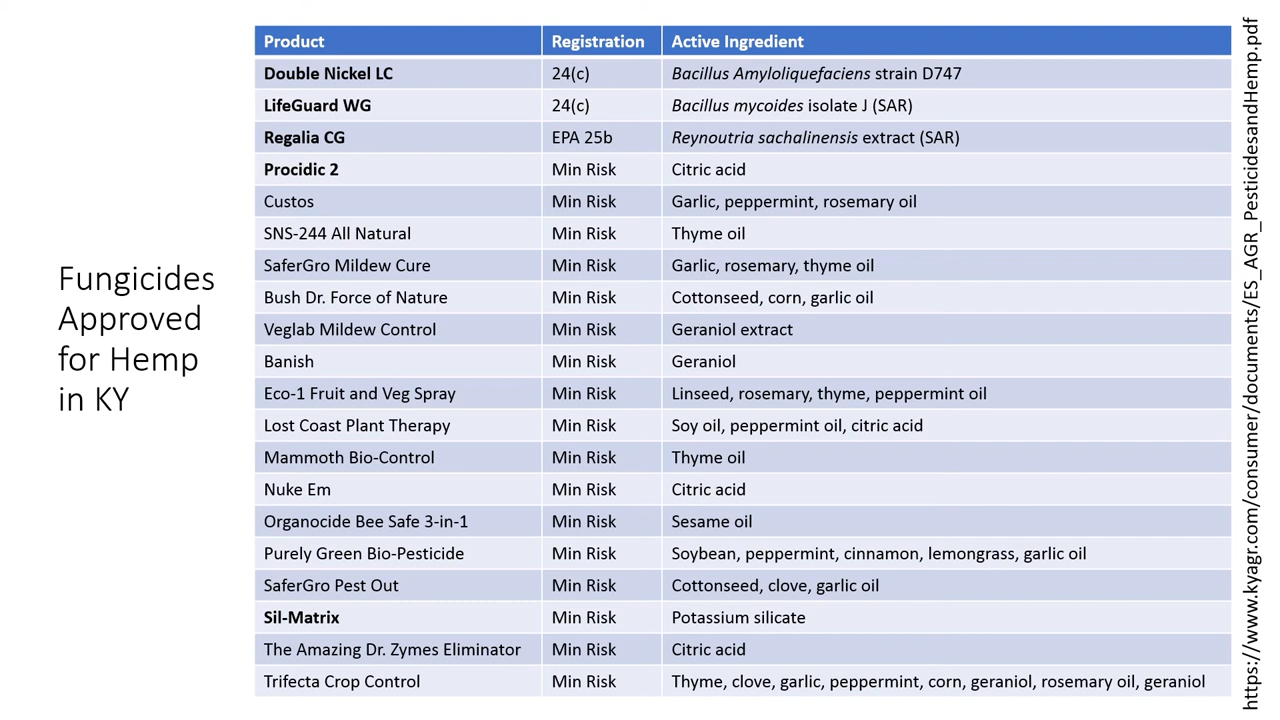 Fungicides
Approved
for Hemp
in KY
Product Registration Active Ingredient
Double Nickel LC 24(c) Bacillus Amyloliquefaciens strain D747
LifeGuard WG 24(c) Bacillus mycoides isolate J (SAR)
Regalia CG EPA 25b Reynoutria sachalinensis extract (SAR)
Procidic 2 Min Risk Citric acid
Custos Min Risk Garlic, peppermint, rosemary oil
SNS-244 All Natural Min Risk Thyme oil
SaferGro Mildew Cure Min Risk Garlic, rosemary, thyme oil
Bush Dr. Force of Nature Min Risk Cottonseed, corn, garlic oil
Veglab Mildew Control Min Risk Geraniol extract
Banish Min Risk Geraniol
Eco-1 Fruit and Veg Spray Min Risk Linseed, rosemary, thyme, peppermint oil
Lost Coast Plant Therapy Min Risk Soy oil, peppermint oil, citric acid
Mammoth Bio-Control Min Risk Thyme oil
Nuke Em Min Risk Citric acid
Organocide Bee Safe 3-in-1 Min Risk Sesame oil
Purely Green Bio-Pesticide Min Risk Soybean, peppermint, cinnamon, lemongrass, garlic oil
SaferGro Pest Out Min Risk Cottonseed, clove, garlic oil
Sil-Matrix Min Risk Potassium silicate
The Amazing Dr. Zymes Eliminator Min Risk Citric acid
Trifecta Crop Control Min Risk Thyme, clove, garlic, peppermint, corn, geraniol, rosemary oil, geraniol
https://www.kyagr.com/consumer/documents/ES_AGR_PesticidesandHemp.pdf